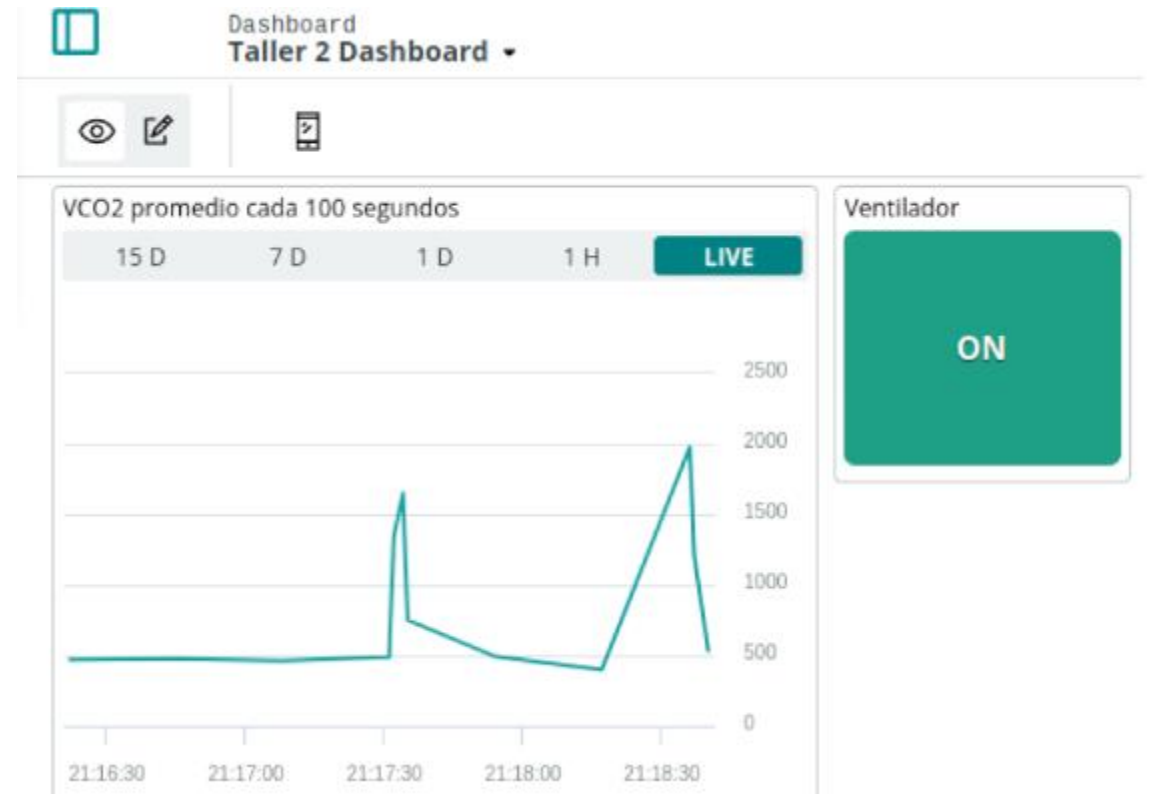 Dashboard
Taller 2 Dashboard
VCO2 promedio cada 100 segundos
15 D 7 D 1 D 1 H LIVE
2500
2000
1500
1000
500
0
21:16:30 21:17:00 21:17:30 21:18:00 21:18:30
Ventilador
ON